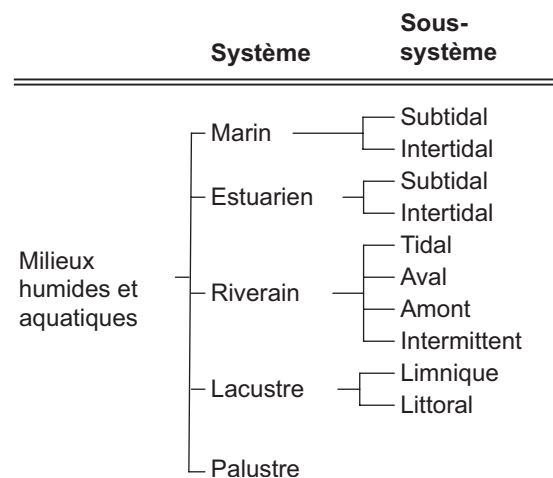 Système
Sous-
système
Marin
Subtidal
Intertidal
Estuarien
Subtidal
Intertidal
Milieux
humides et
aquatiques
Riverain
Tidal
Aval
Amont
Intermittent
Lacustre
Limnique
Littoral
Palustre